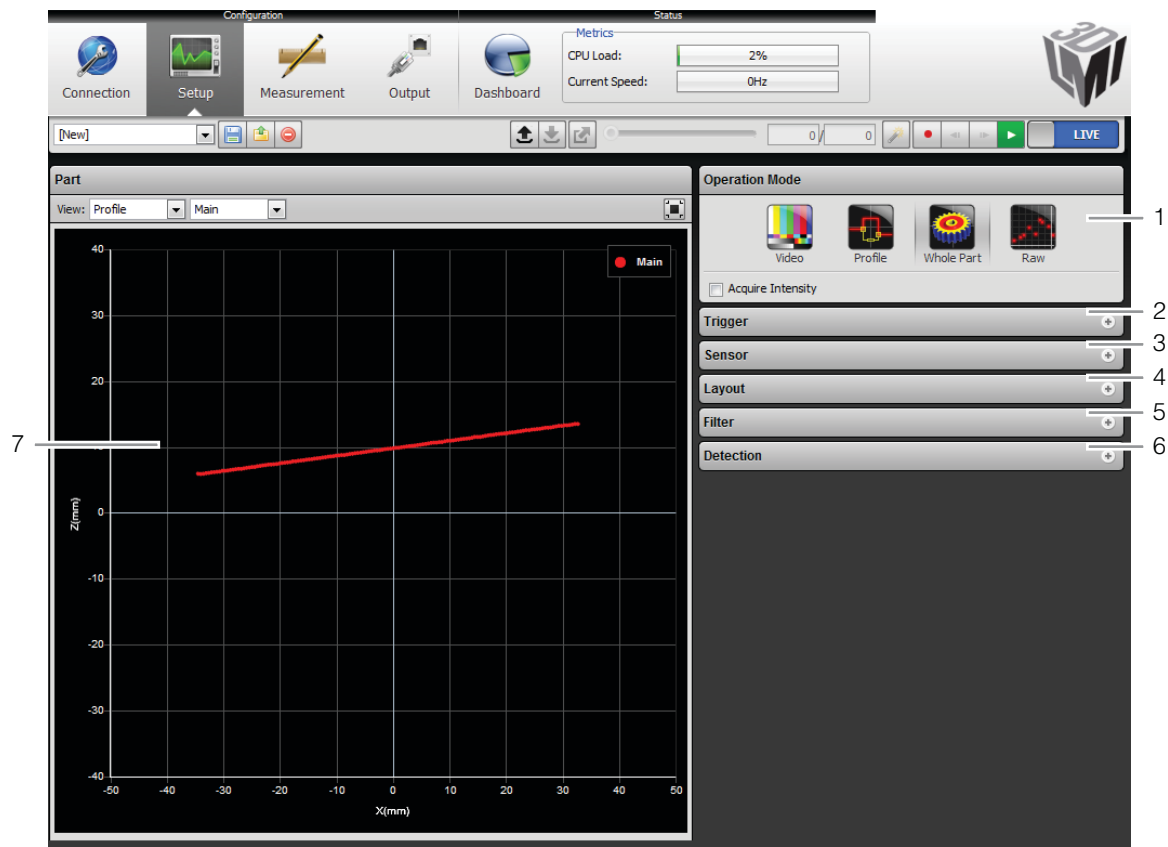 Configuration
Status
Connection
Setup
Measurement
Output
Dashboard
Metrics
CPU Load:
2%
Current Speed:
0Hz
3D
LMI
[New]
0 /
0
LIVE
Part
View: Profile
Main
Main
40
30
20
10
0
-10
-20
-30
-40
Z(mm)
-50
-40
-30
-20
-10
0
10
20
30
40
50
X(mm)
Operation Mode
Video
Profile
Whole Part
Raw
Acquire Intensity
Trigger
Sensor
Layout
Filter
Detection
1
2
3
4
5
6
7